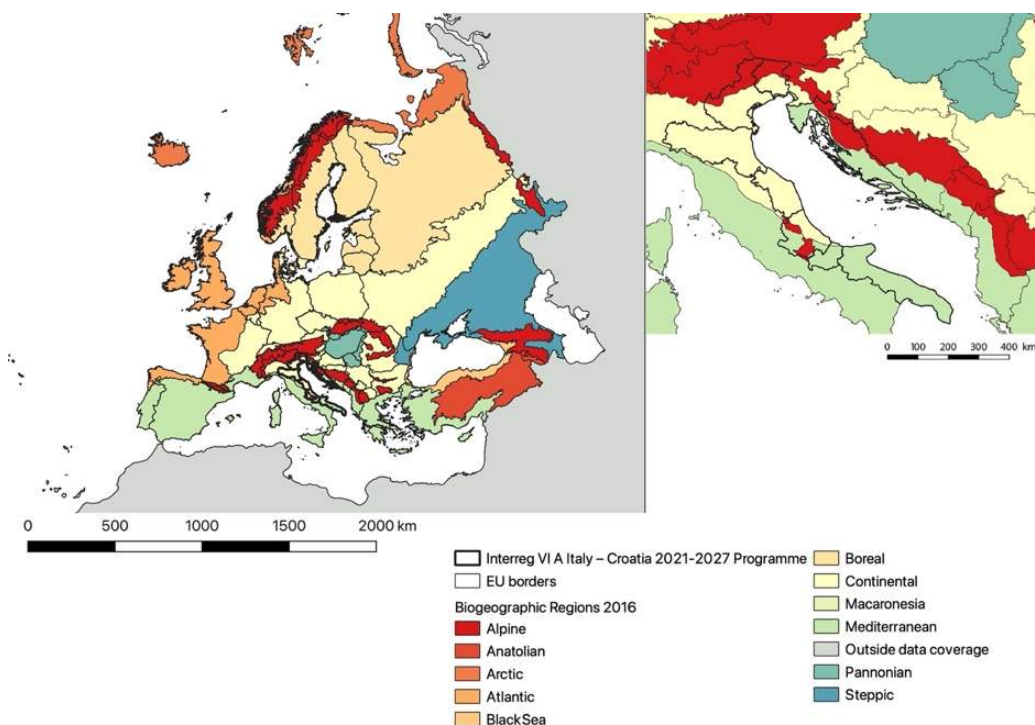 0 100 200 300 400 km
0 500 1000 1500 2000 km
Interreg VI A Italy – Croatia 2021-2027 Programme
EU borders
Biogeographic Regions 2016
Alpine
Anatolian
Arctic
Atlantic
BlackSea
Boreal
Continental
Macaronesia
Mediterranean
Outside data coverage
Pannonian
Steppic